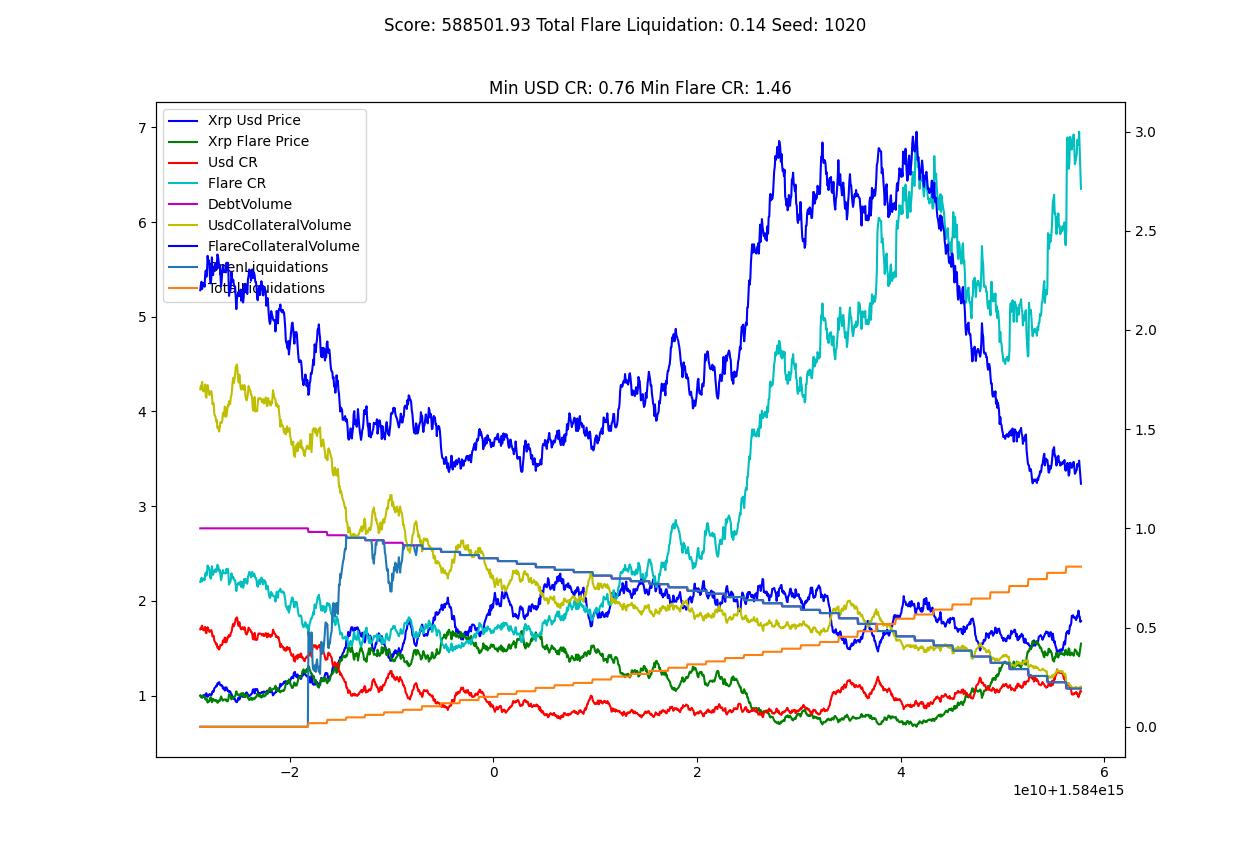 Score: 588501.93 Total Flare Liquidation: 0.14 Seed: 1020
Min USD CR: 0.76 Min Flare CR: 1.46
Xrp Usd Price
Xrp Flare Price
Usd CR
Flare CR
DebtVolume
UsdCollateralVolume
FlareCollateralVolume
OpenLiquidations
TotalLiquidations
7
6
5
4
3
2
1
3.0
2.5
2.0
1.5
1.0
0.5
0.0
−2
0
2
4
6
1e10+1.584e15